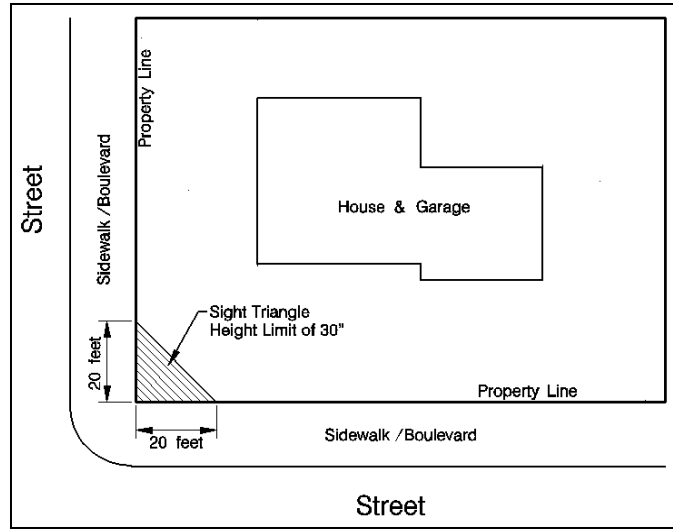 Property Line
Street
Sidewalk /Boulevard
House & Garage
Sight Triangle
Height Limit of 30"
20 feet
Property Line
20 feet
Sidewalk /Boulevard
Street